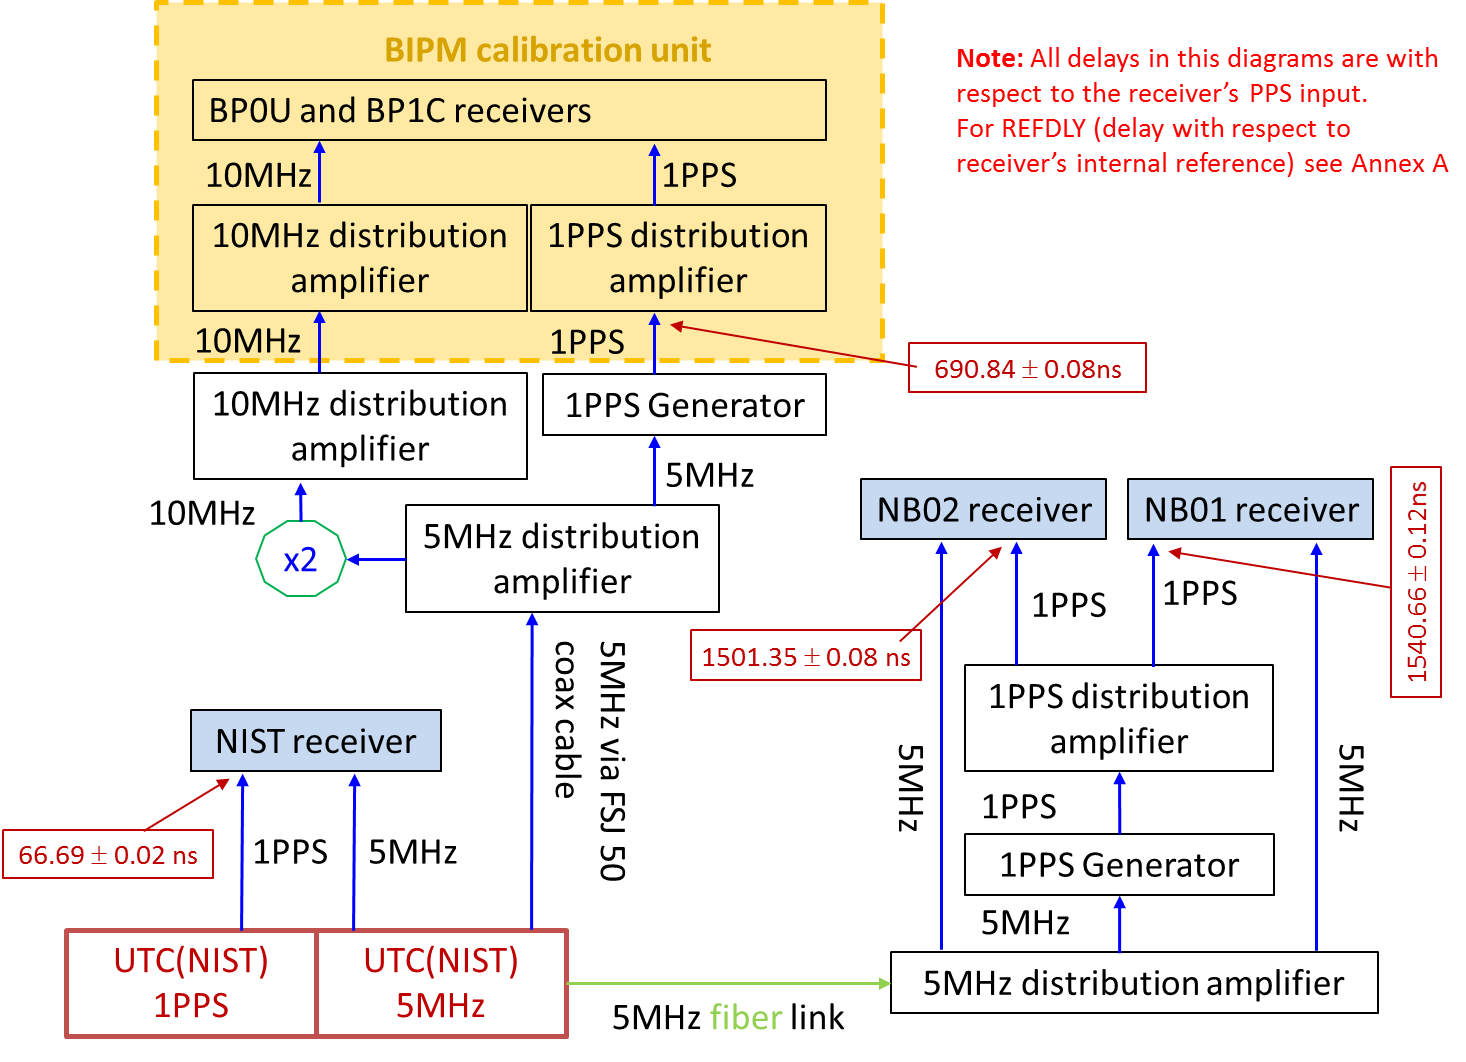 BIPM calibration unit
Note: All delays in this diagrams are with
respect to the receiver's PPS input.
For REFDLY (delay with respect to
receiver's internal reference) see Annex A
BP0U and BP1C receivers
10MHz
1PPS
10MHz distribution
amplifier
1PPS distribution
amplifier
10MHz
1PPS
690.84 ± 0.08ns
10MHz distribution
amplifier
1PPS Generator
5MHz
10MHz
x2
5MHz distribution
amplifier
NB02 receiver
NB01 receiver
1540.66 ± 0.12ns
1PPS
1PPS
1501.35 ± 0.08 ns
5MHz via FSJ 50
coax cable
1PPS distribution
amplifier
NIST receiver
5MHz
5MHz
1PPS
66.69 ± 0.02 ns
1PPS
5MHz
1PPS Generator
5MHz
UTC(NIST)
1PPS
UTC(NIST)
5MHz
5MHz distribution amplifier
5MHz fiber link